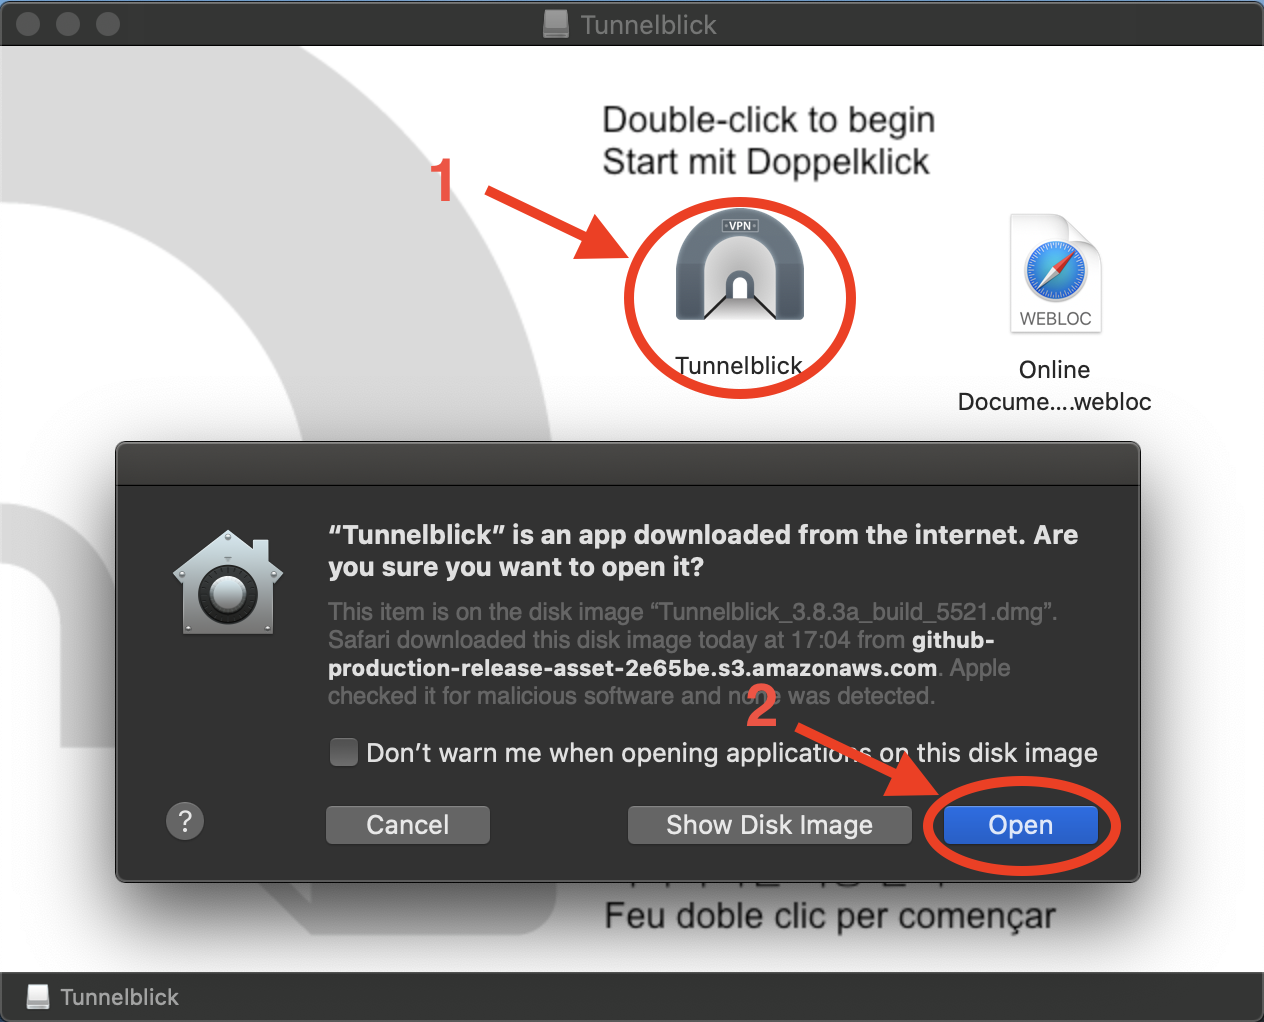 Tunnelblick
Double-click to begin
Start mit Doppelklick
1
VPN
Tunnelblick
WEBLOC
Online
Docume....webloc
“Tunnelblick” is an app downloaded from the internet. Are
you sure you want to open it?
This item is on the disk image “Tunnelblick_3.8.3a_build_5521.dmg”.
Safari downloaded this disk image today at 17:04 from github-
production-release-asset-2e65be.s3.amazonaws.com. Apple
checked it for malicious software and none was detected.
2
Don’t warn me when opening applications on this disk image
?
Cancel
Show Disk Image
Open
Feu doble clic per començar
Tunnelblick